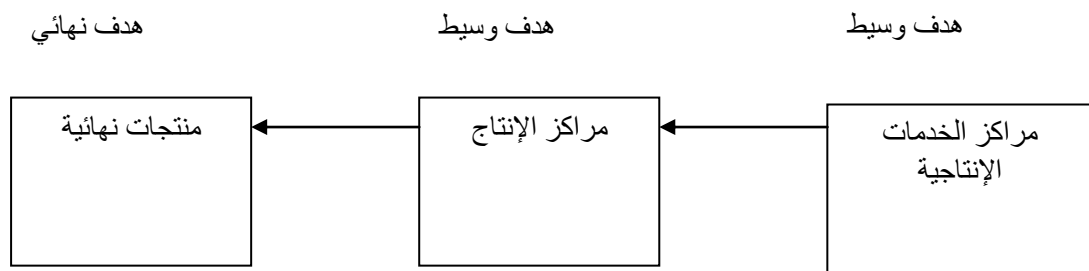 هدف وسيط
هدف وسيط
هدف نهائي
مراكز الخدمات
الإنتاجية
مراكز الإنتاج
منتجات نهائية